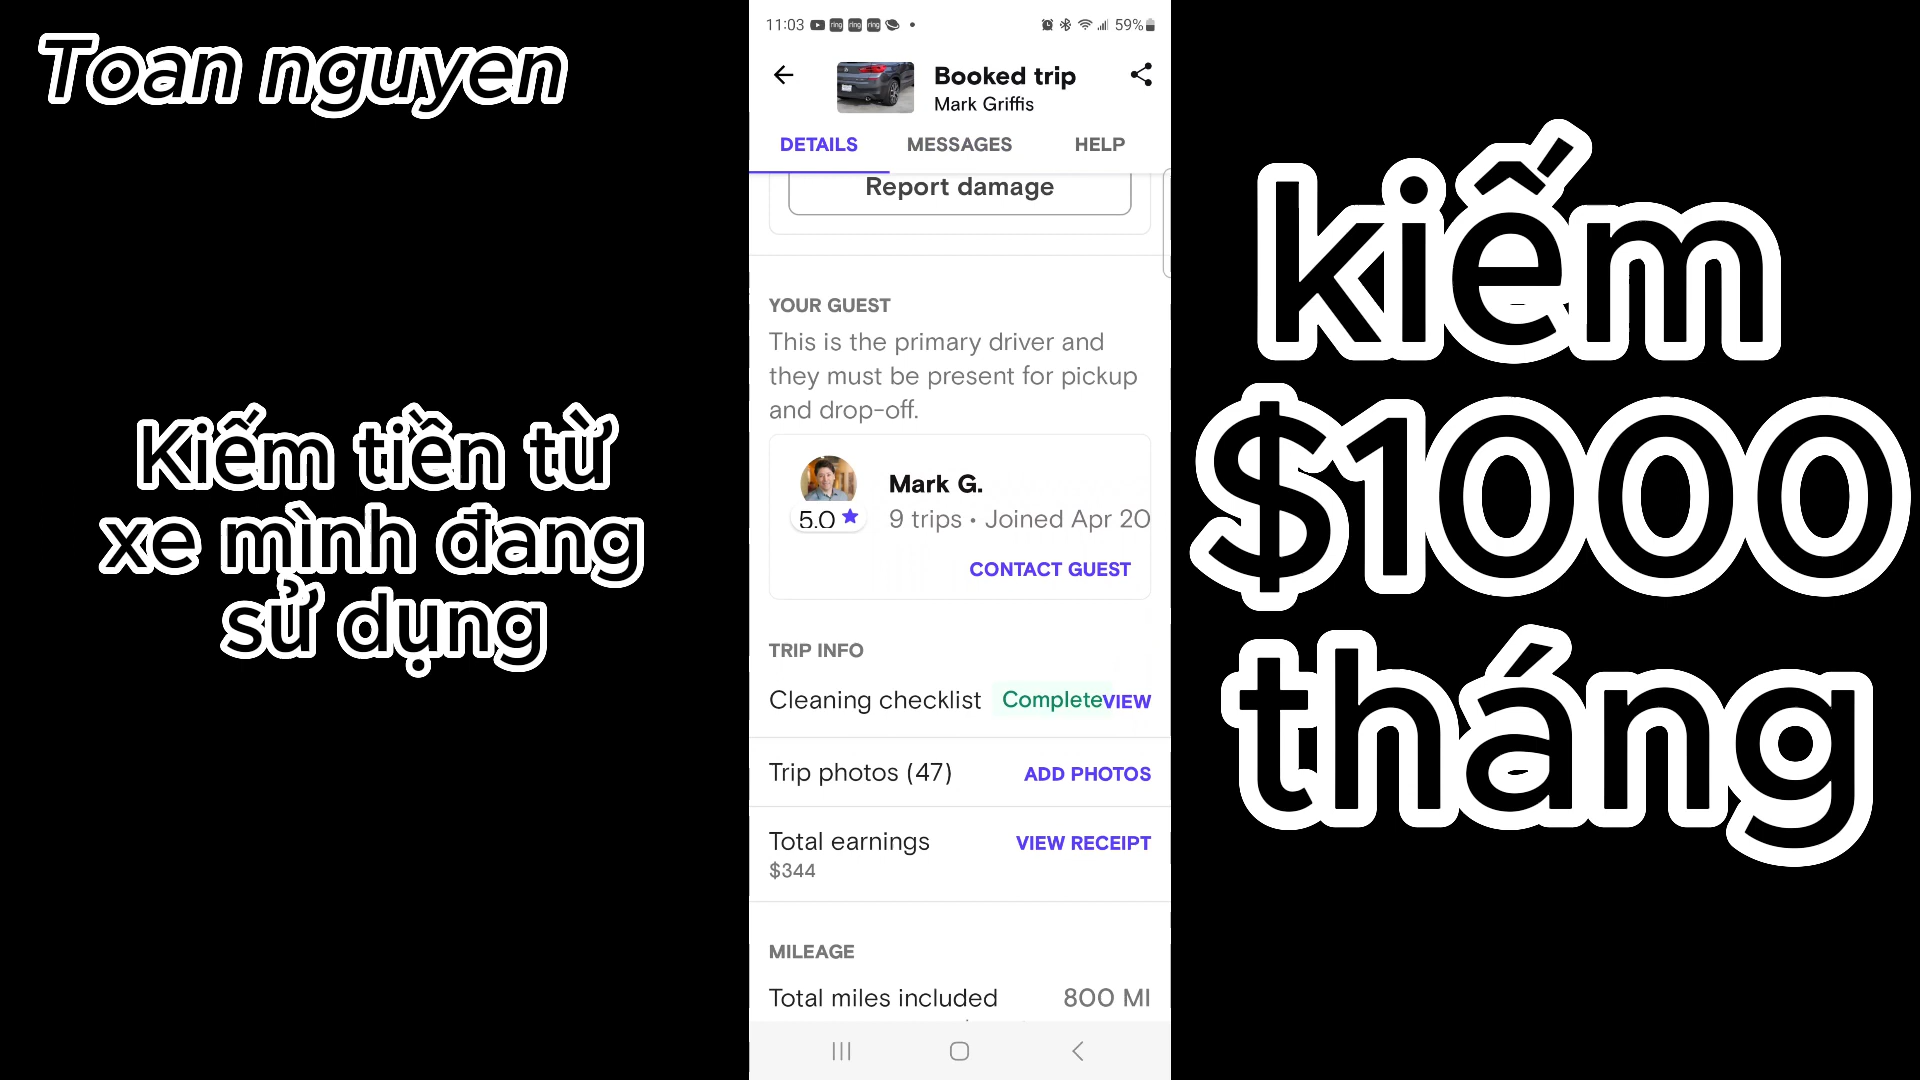 Toan nguyen
Kiếm tiền từ
xe mình đang
sử dụng
11:03
ring ring ring
59%
Booked trip
Mark Griffis
DETAILS MESSAGES HELP
Report damage
YOUR GUEST
This is the primary driver and
they must be present for pickup
and drop-off.
Mark G.
5.0 9 trips • Joined Apr 20
CONTACT GUEST
TRIP INFO
Cleaning checklist Complete VIEW
Trip photos (47) ADD PHOTOS
Total earnings VIEW RECEIPT
$344
MILEAGE
Total miles included 800 MI
kiếm
$1000
tháng